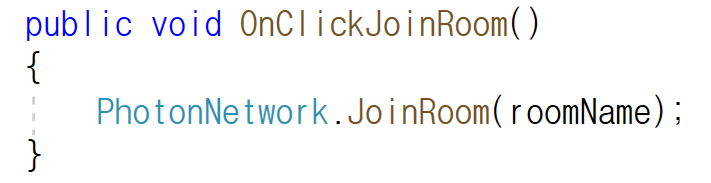 public void OnClickJoinRoom()
{
    PhotonNetwork.JoinRoom(roomName);
}